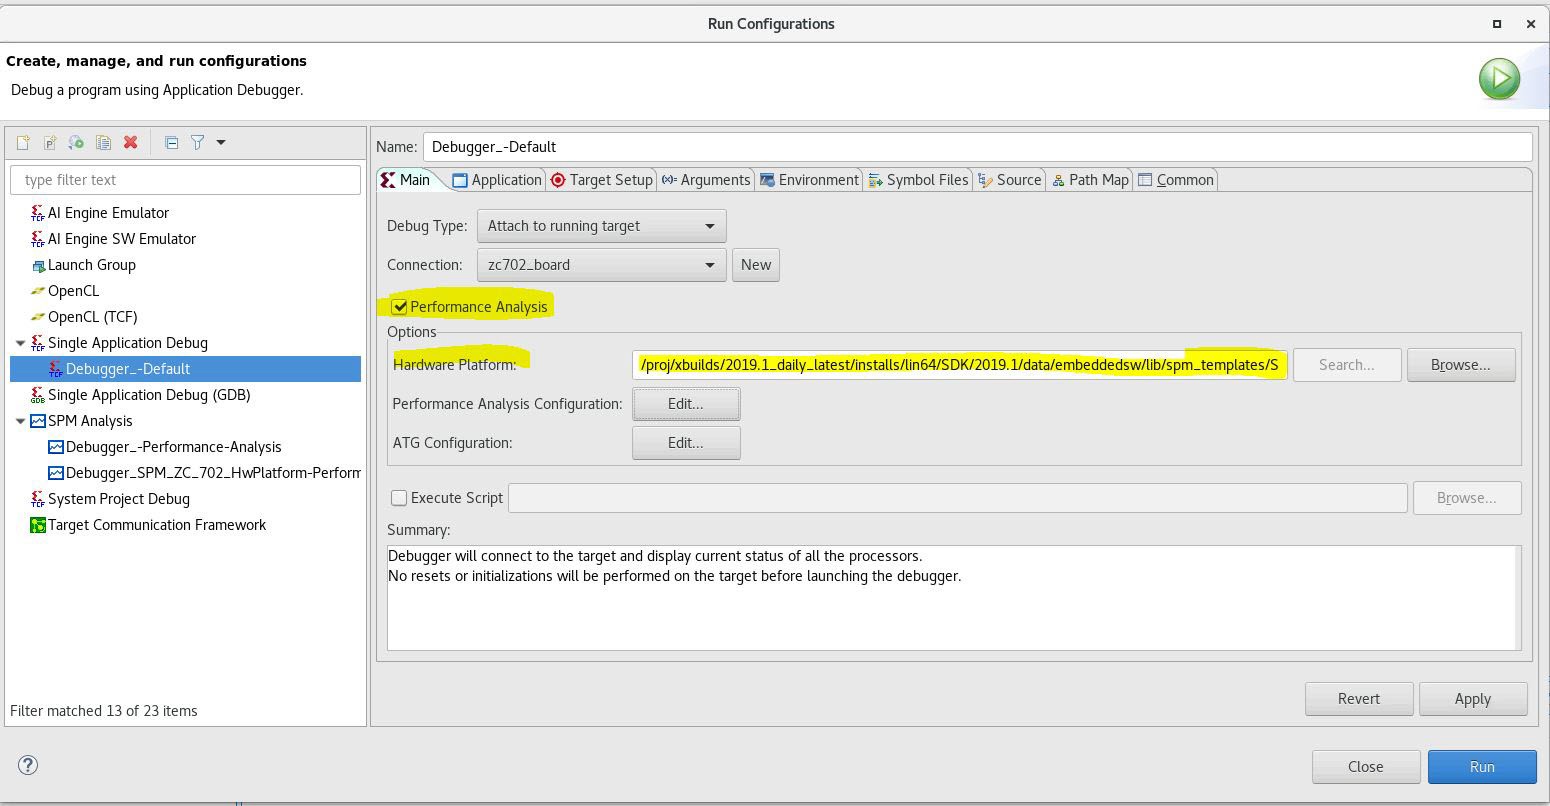 Run Configurations
Create, manage, and run configurations
Debug a program using Application Debugger.
type filter text
AI Engine Emulator
AI Engine SW Emulator
Launch Group
OpenCL
OpenCL (TCF)
Single Application Debug
Debugger_-Default
Single Application Debug (GDB)
SPM Analysis
Debugger_-Performance-Analysis
Debugger_SPM_ZC_702_HwPlatform-Perform
System Project Debug
Target Communication Framework
Filter matched 13 of 23 items
Name: Debugger_-Default
Main Application Target Setup Arguments Environment Symbol Files Source Path Map Common
Debug Type: Attach to running target
Connection: zc702_board New
Performance Analysis
Options
Hardware Platform: /proj/xbuilds/2019.1_daily_latest/installs/lin64/SDK/2019.1/data/embeddedsw/lib/spm_templates/S Search... Browse...
Performance Analysis Configuration: Edit...
ATG Configuration: Edit...
Execute Script Browse...
Summary:
Debugger will connect to the target and display current status of all the processors.
No resets or initializations will be performed on the target before launching the debugger.
Revert Apply
Close Run